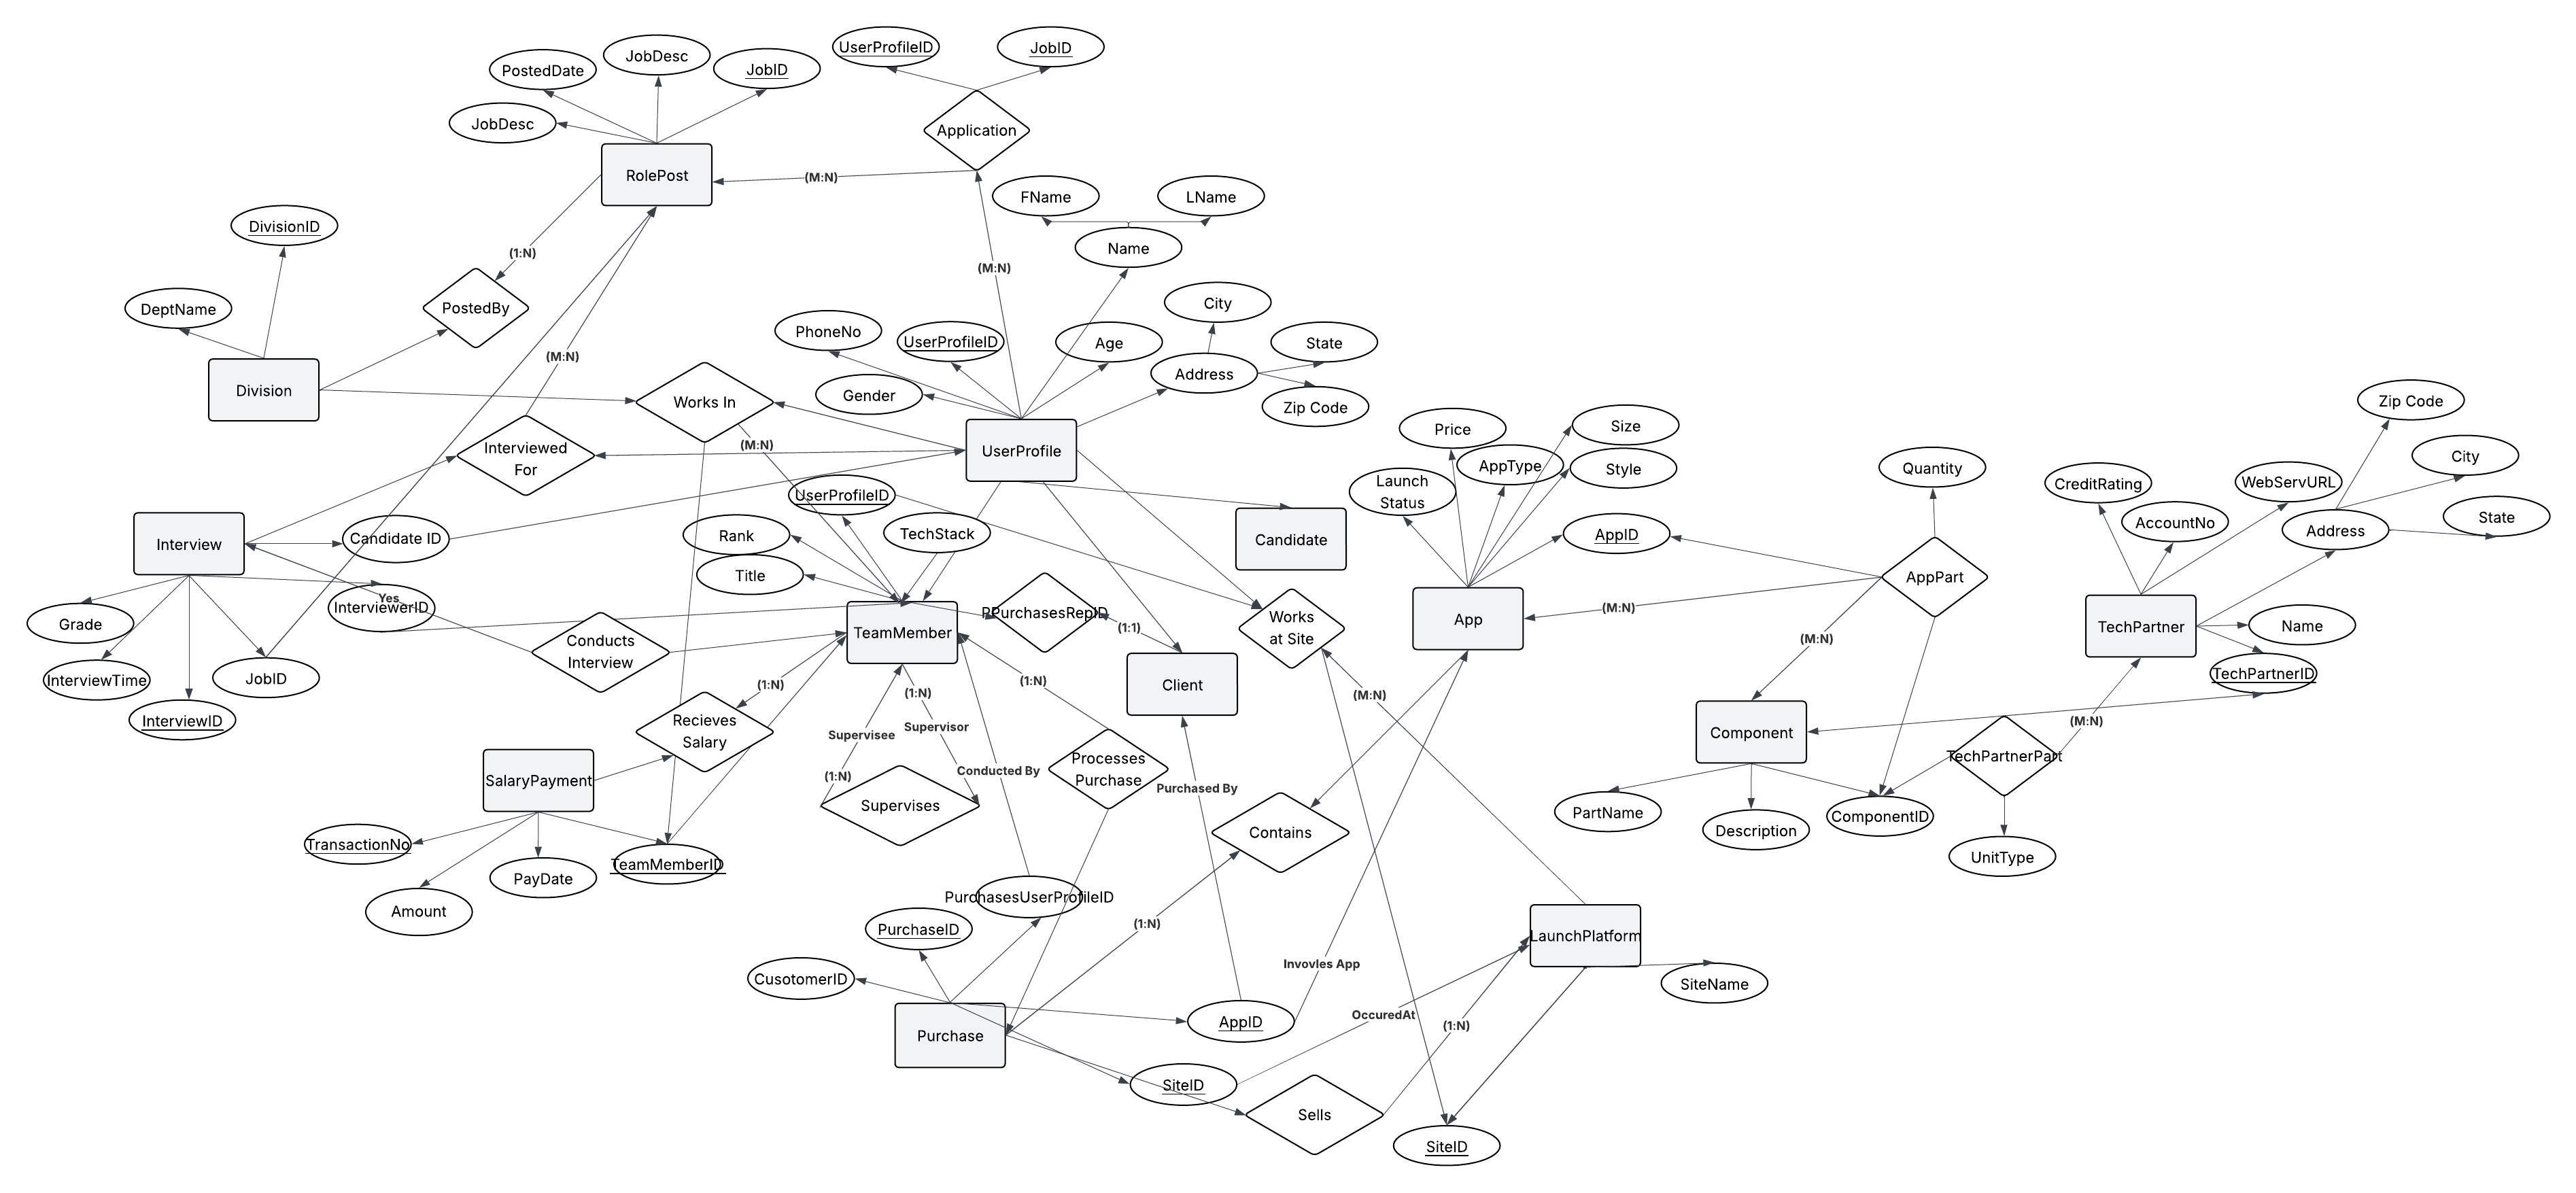 UserProfileID
JobID
JobDesc
PostedDate
JobID
JobDesc
Application
RolePost
(M:N)
FName
LName
DivisionID
Name
(1:N)
(M:N)
City
DeptName
PostedBy
PhoneNo
UserProfileID
Age
State
(M:N)
Address
Division
Works In
Gender
Zip Code
Zip Code
Size
Price
(M:N)
Interviewed
For
UserProfile
AppType
Style
Quantity
City
CreditRating
WebServURL
Launch
Status
UserProfileID
AccountNo
State
Address
Rank
TechStack
AppID
Interview
Candidate ID
Candidate
Title
AppPart
Yes
InterviewerID
Grade
PurchasesRepID
(1:1)
Works
at Site
(M:N)
App
TechPartner
Name
TeamMember
Conducts
Interview
(M:N)
TechPartnerID
InterviewTime
JobID
(1:N)
(1:N)
(1:N)
Client
(M:N)
InterviewID
Supervisee
Supervisor
Recieves
Salary
(M:N)
Component
TechPartnerPart
SalaryPayment
(1:N)
Conducted By
Processes
Purchase
Purchased By
Supervises
Contains
PartName
Description
ComponentID
TransactionNo
TeamMemberID
PayDate
UnitType
Amount
PurchasesUserProfileID
PurchaseID
(1:N)
LaunchPlatform
Invovles App
CusotomerID
SiteName
Purchase
AppID
OccuredAt
(1:N)
SiteID
Sells
SiteID